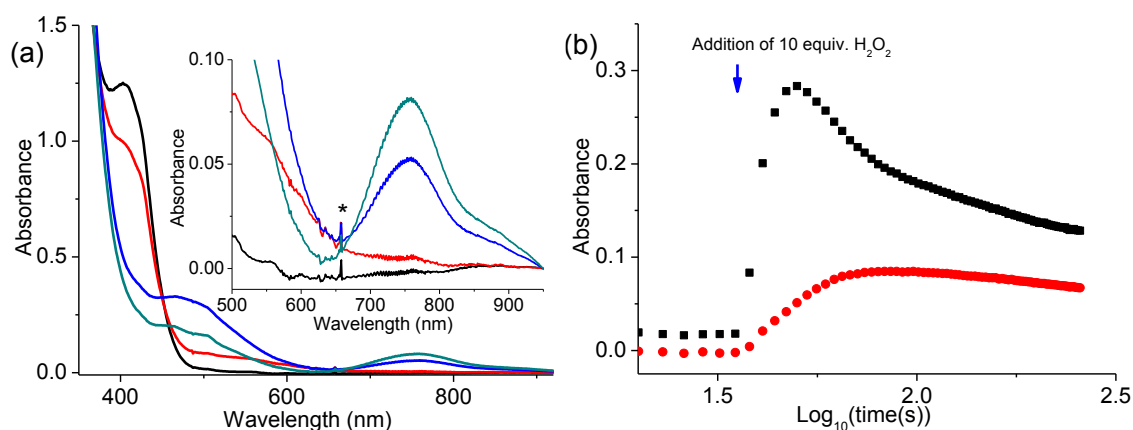 (a)
Absorbance
1.5
1.0
0.5
0.0
400
600
800
Wavelength (nm)
Absorbance
0.10
0.05
0.00
*
500
600
700
800
900
Wavelength (nm)
(b)
Addition of 10 equiv. H₂O₂
Absorbance
0.3
0.2
0.1
0.0
1.5
2.0
2.5
Log₁₀(time(s))